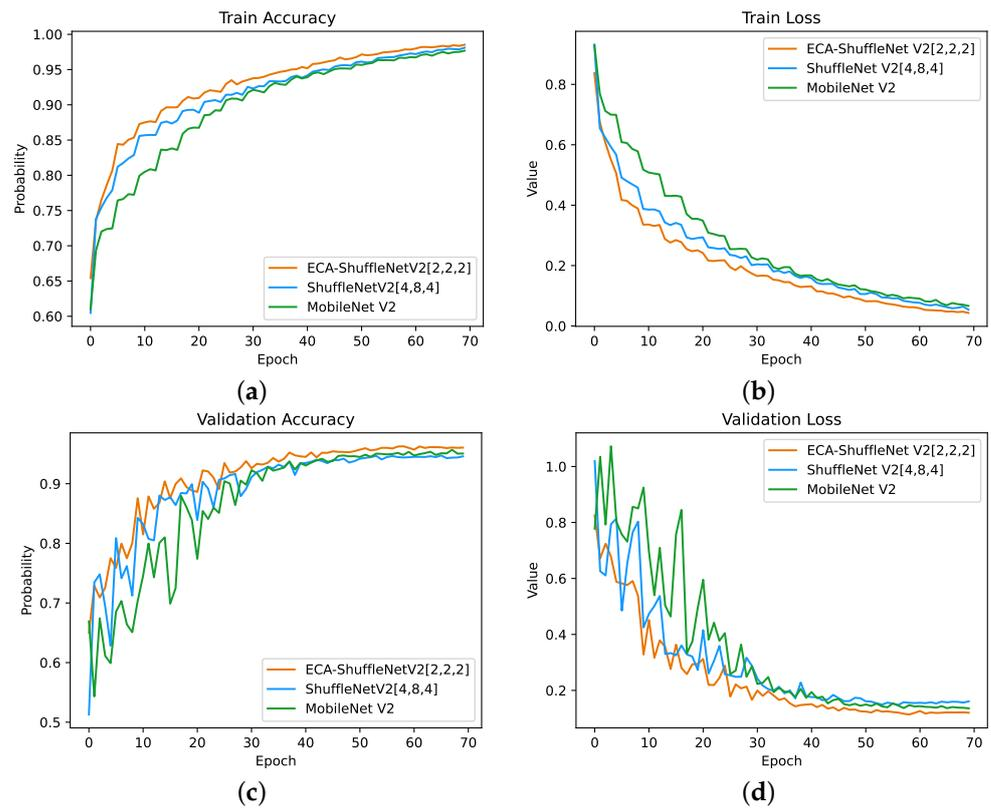 Train Accuracy
1.00
0.95
0.90
0.85
0.80
0.75
0.70
0.65
0.60
Probability
ECA-ShuffleNetV2[2,2,2]
ShuffleNetV2[4,8,4]
MobileNet V2
0 10 20 30 40 50 60 70
Epoch
(a)
Train Loss
0.8
0.6
0.4
0.2
0.0
Value
ECA-ShuffleNet V2[2,2,2]
ShuffleNet V2[4,8,4]
MobileNet V2
0 10 20 30 40 50 60 70
Epoch
(b)
Validation Accuracy
0.9
0.8
0.7
0.6
0.5
Probability
ECA-ShuffleNetV2[2,2,2]
ShuffleNetV2[4,8,4]
MobileNet V2
0 10 20 30 40 50 60 70
Epoch
(c)
Validation Loss
1.0
0.8
0.6
0.4
0.2
Value
ECA-ShuffleNet V2[2,2,2]
ShuffleNet V2[4,8,4]
MobileNet V2
0 10 20 30 40 50 60 70
Epoch
(d)